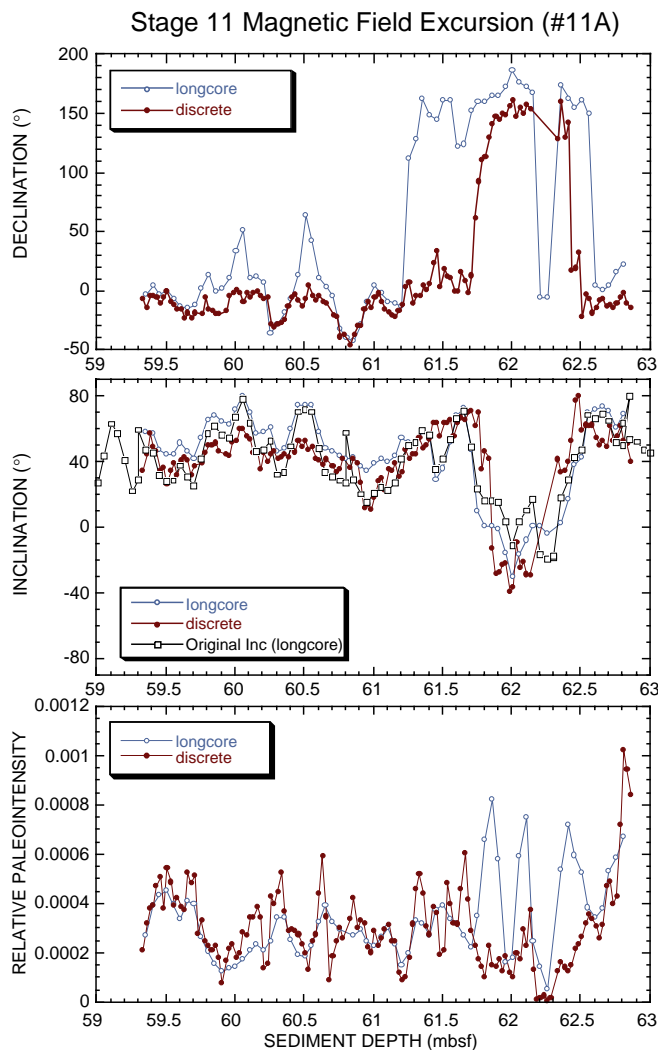 Stage 11 Magnetic Field Excursion (#11A)
200
150
100
50
0
-50
DECLINATION (°)
longcore
discrete
59 59.5 60 60.5 61 61.5 62 62.5 63
80
40
0
-40
-80
INCLINATION (°)
longcore
discrete
Original Inc (longcore)
59 59.5 60 60.5 61 61.5 62 62.5 63
0.0012
0.001
0.0008
0.0006
0.0004
0.0002
0
RELATIVE PALEOINTENSITY
longcore
discrete
59 59.5 60 60.5 61 61.5 62 62.5 63
SEDIMENT DEPTH (mbsf)